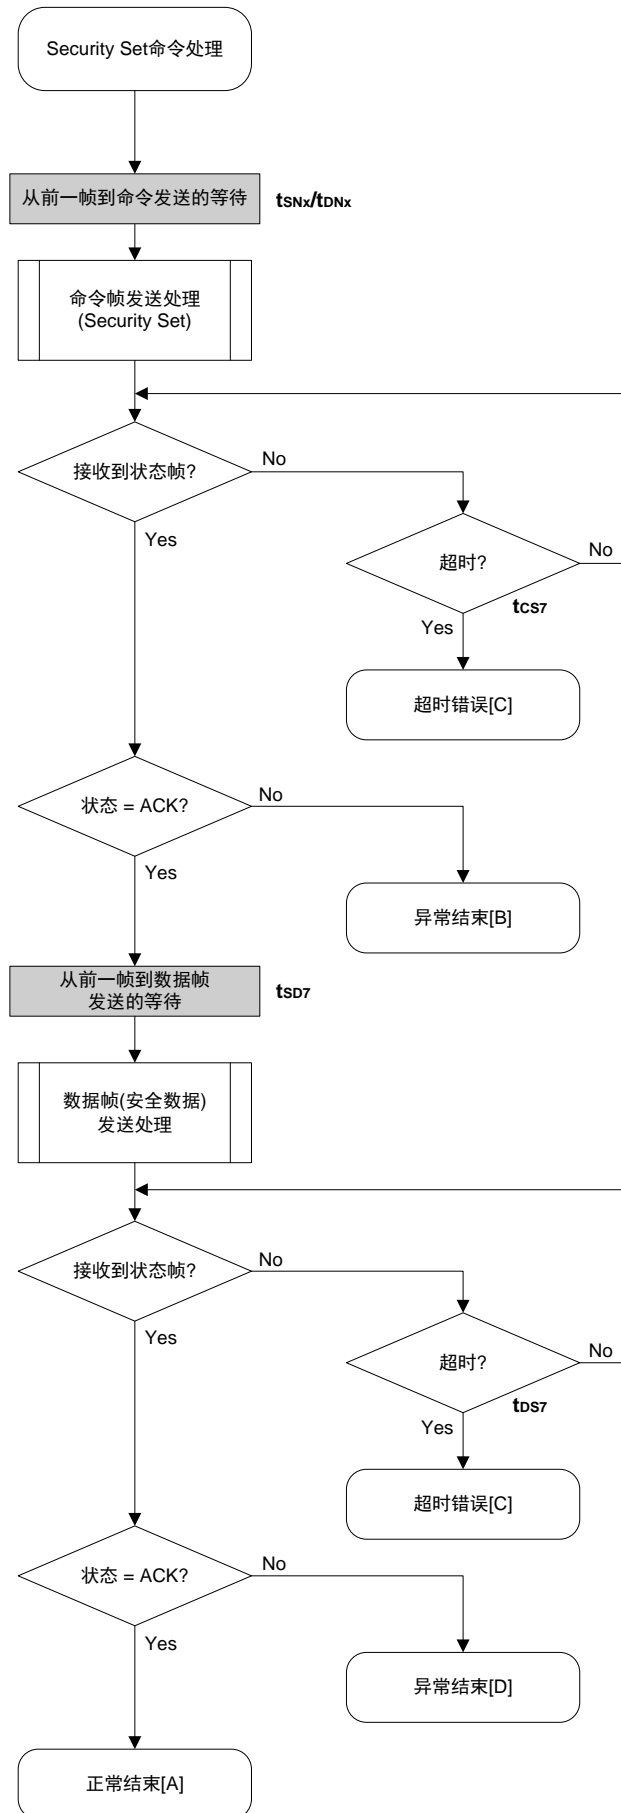 Security Set命令处理
从前一帧到命令发送的等待 tSNx/tDNx
命令帧发送处理
(Security Set)
接收到状态帧?
No
Yes
超时?
No
tCS7
Yes
超时错误[C]
状态 = ACK?
No
Yes
异常结束[B]
从前一帧到数据帧
发送的等待
tSD7
数据帧(安全数据)
发送处理
接收到状态帧?
No
Yes
超时?
No
tDS7
Yes
超时错误[C]
状态 = ACK?
No
Yes
异常结束[D]
正常结束[A]